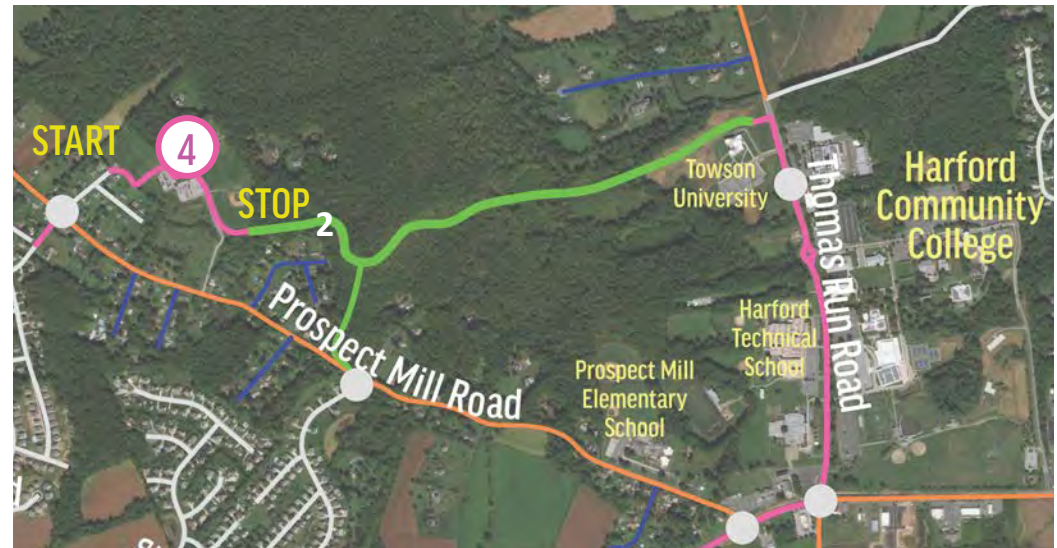 START
4
STOP
2
Towson
University
Thomas Run Road
Harford
Community
College
Prospect Mill Road
Harford
Technical
School
Prospect Mill
Elementary
School